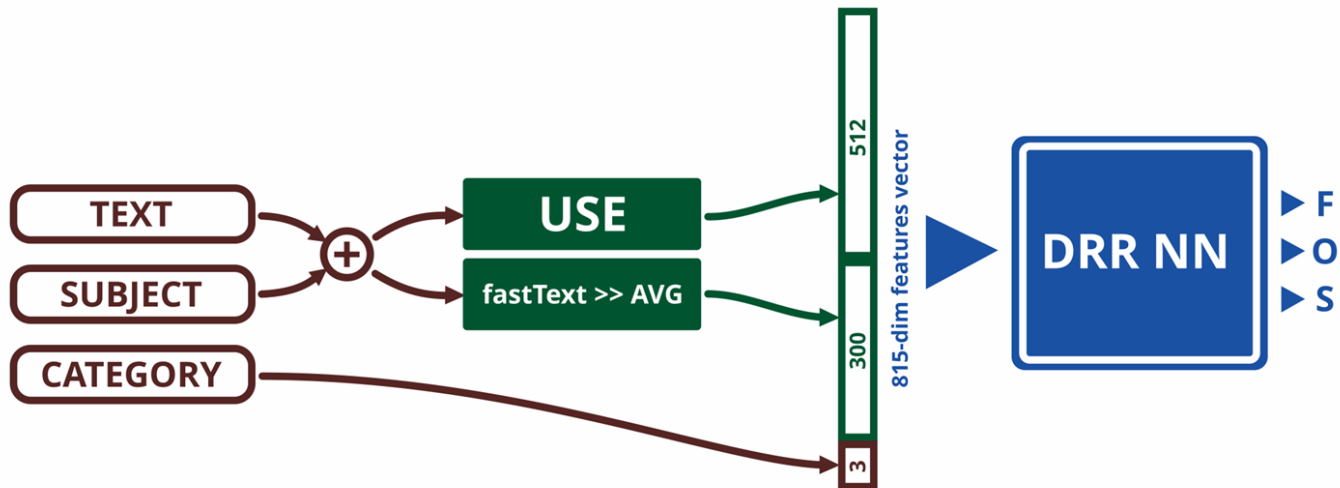 TEXT
SUBJECT
CATEGORY
+
USE
fastText >> AVG
512
300
3
815-dim features vector
DRR NN
F
O
S